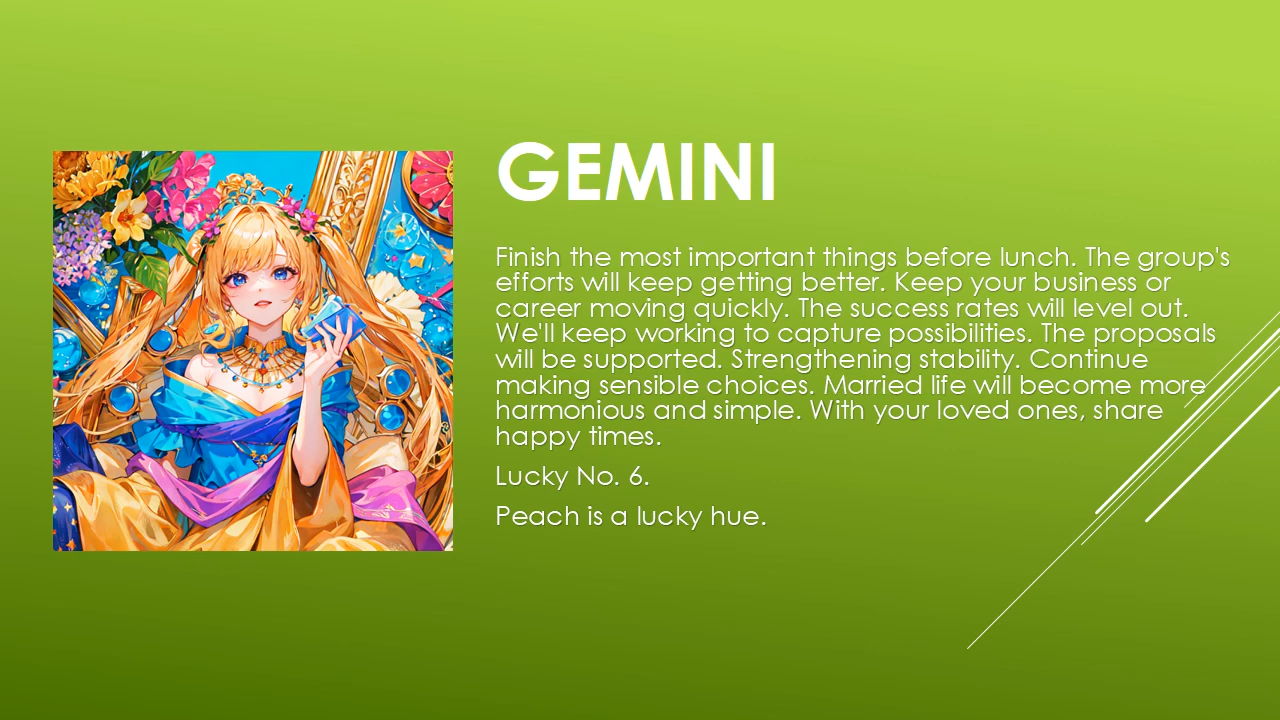 GEMINI
Finish the most important things before lunch. The group's
efforts will keep getting better. Keep your business or
career moving quickly. The success rates will level out.
We'll keep working to capture possibilities. The proposals
will be supported. Strengthening stability. Continue
making sensible choices. Married life will become more
harmonious and simple. With your loved ones, share
happy times.
Lucky No. 6.
Peach is a lucky hue.